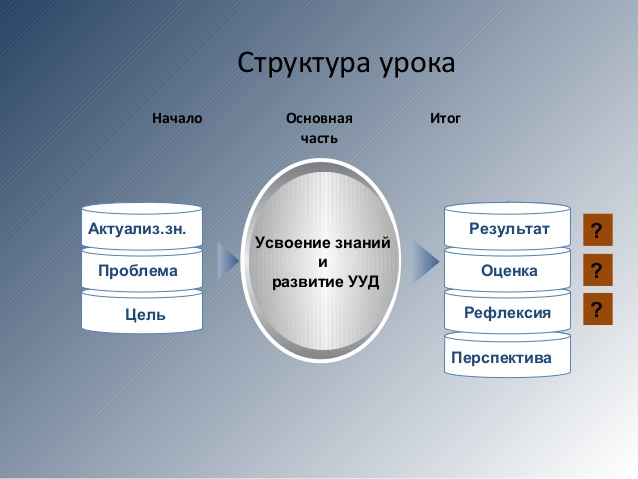 Структура урока
Начало
Основная
часть
Итог
Актуализ.зн.
Проблема
Цель
Усвоение знаний
и
развитие УУД
Результат
?
Оценка
?
Рефлексия
?
Перспектива